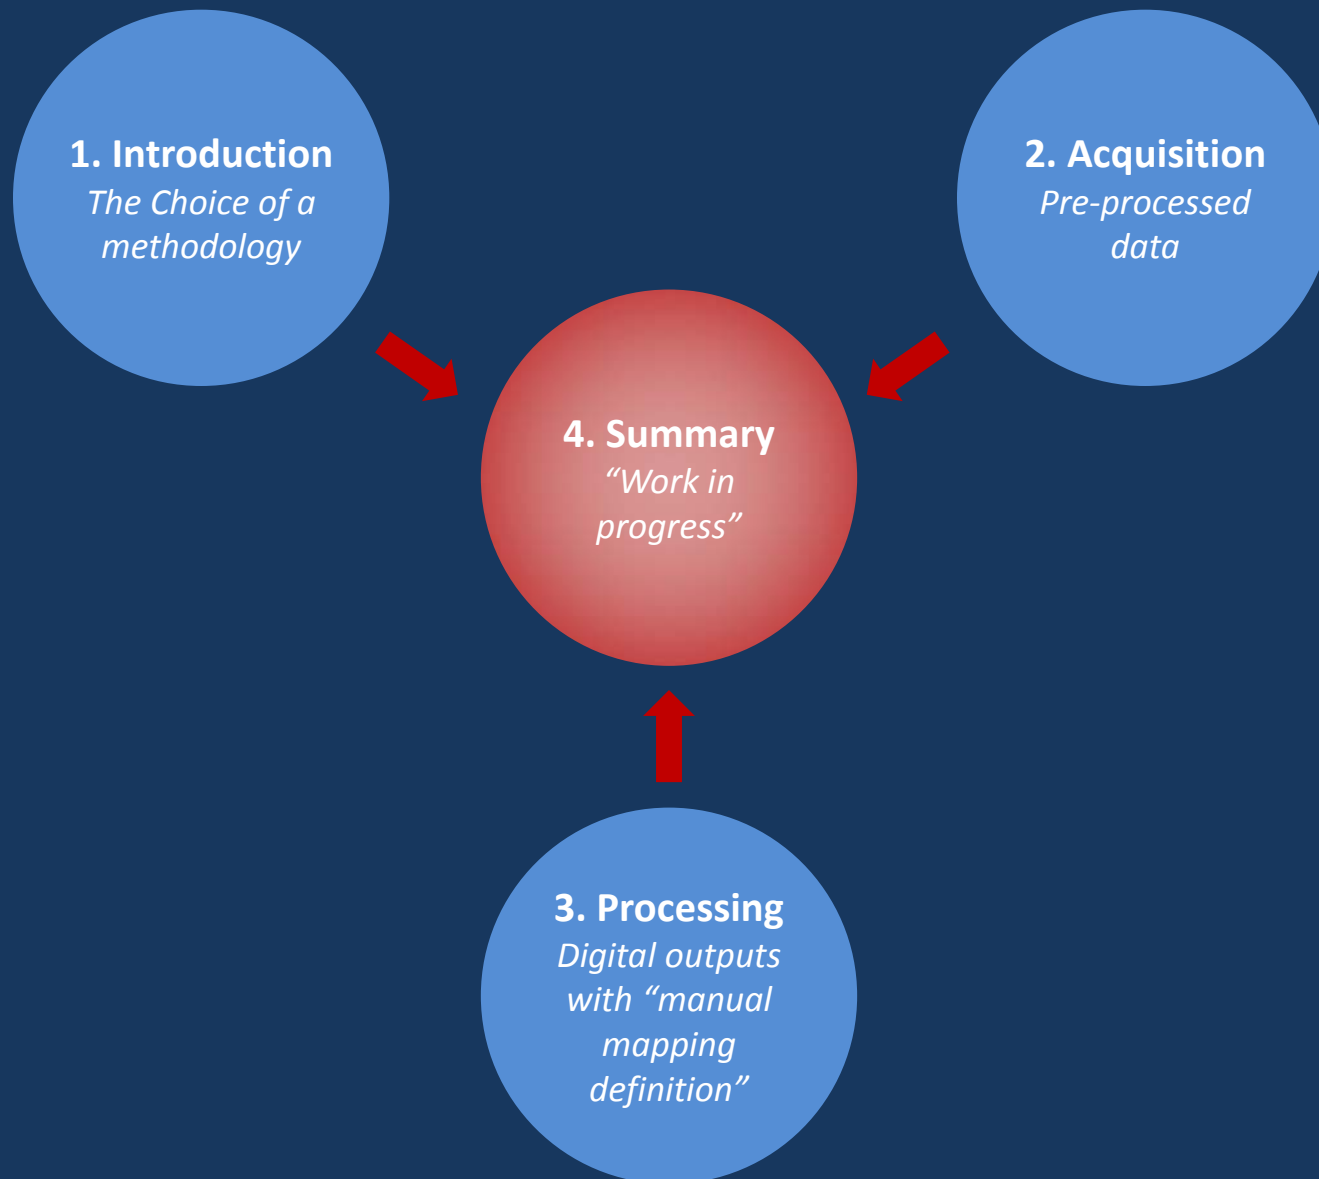 1. Introduction
The Choice of a
methodology
2. Acquisition
Pre-processed
data
4. Summary
“Work in
progress”
3. Processing
Digital outputs
with “manual
mapping
definition”